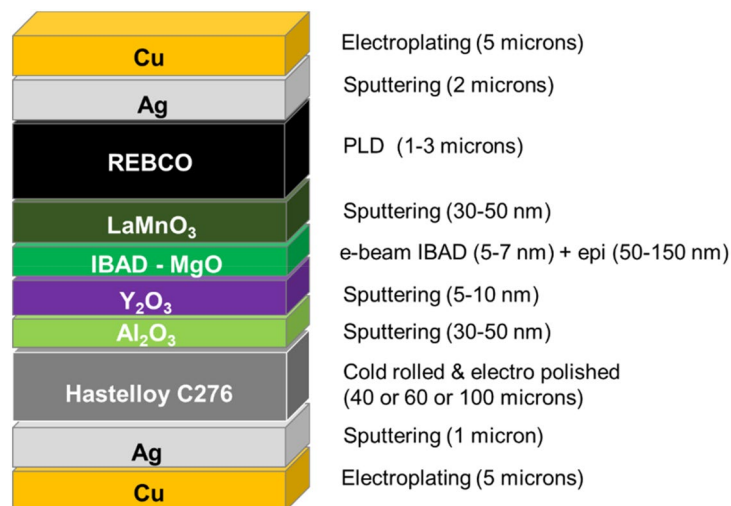 Cu
Electroplating (5 microns)
Ag
Sputtering (2 microns)
REBCO
PLD (1-3 microns)
LaMnO₃
Sputtering (30-50 nm)
IBAD - MgO
e-beam IBAD (5-7 nm) + epi (50-150 nm)
Y₂O₃
Sputtering (5-10 nm)
Al₂O₃
Sputtering (30-50 nm)
Hastelloy C276
Cold rolled & electro polished
(40 or 60 or 100 microns)
Ag
Sputtering (1 micron)
Cu
Electroplating (5 microns)